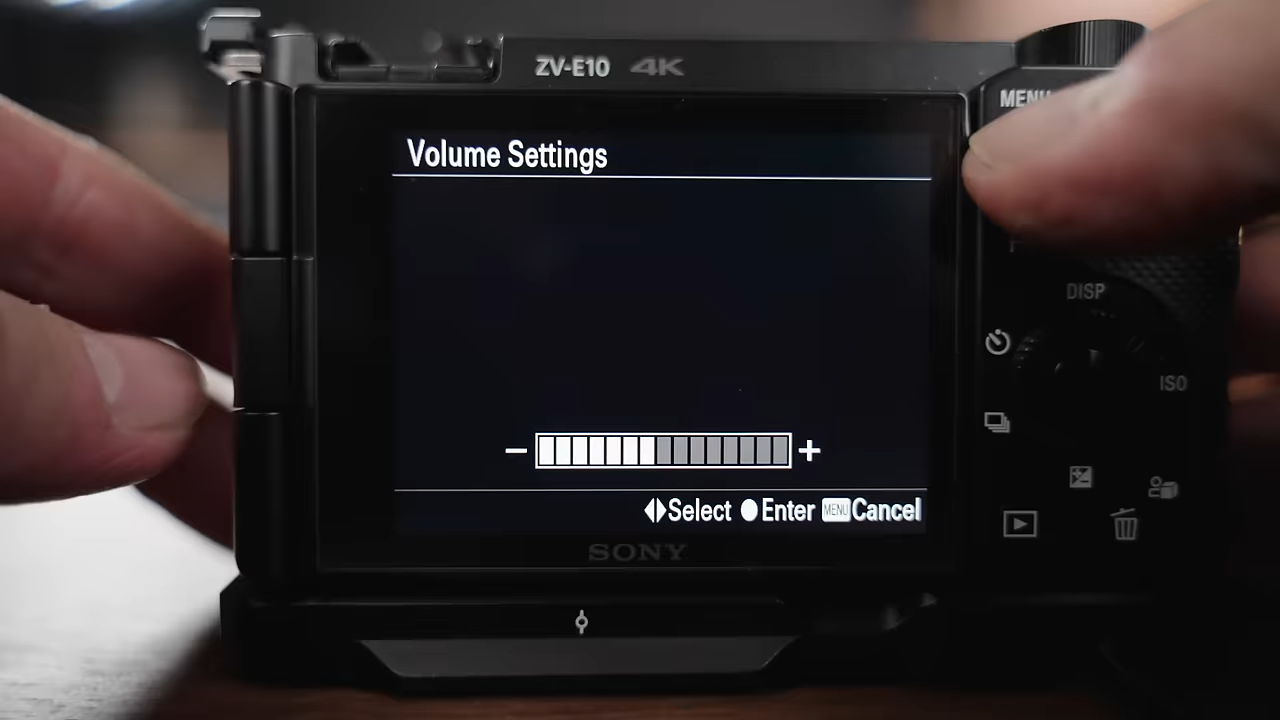 ZV-E10 4K
MENU
Volume Settings
DISP
ISO
− +
Select Enter MENU Cancel
SONY